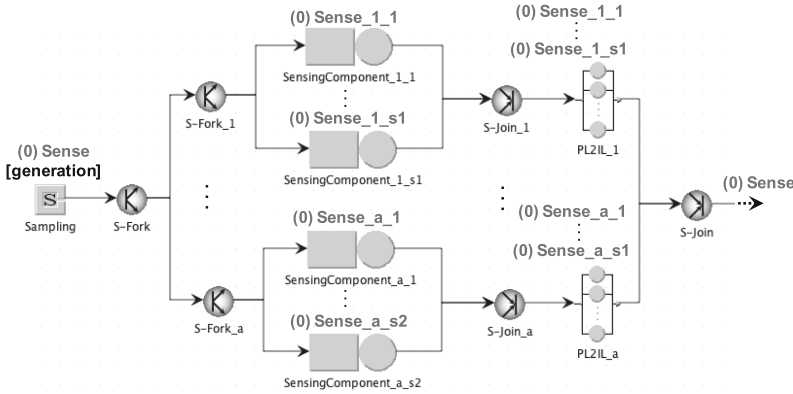 (0) Sense_1_1
SensingComponent_1_1
(0) Sense_1_s1
SensingComponent_1_s1
S-Fork_1
S-Join_1
(0) Sense_1_1
(0) Sense_1_s1
PL2IL_1
(0) Sense
[generation]
S
Sampling
S-Fork
(0) Sense_a_1
SensingComponent_a_1
(0) Sense_a_s2
SensingComponent_a_s2
S-Fork_a
S-Join_a
(0) Sense_a_1
(0) Sense_a_s1
PL2IL_a
S-Join
(0) Sense